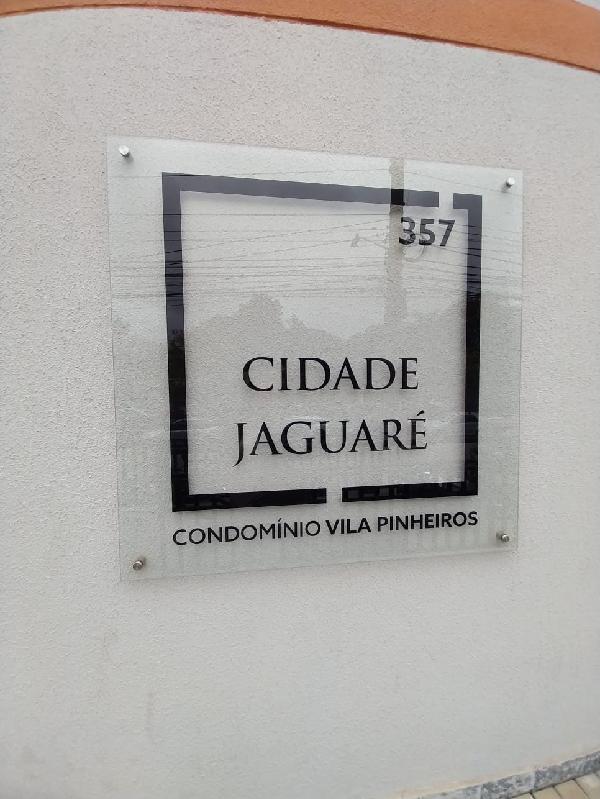 357
CIDADE
JAGUARÉ
CONDOMÍNIO VILA PINHEIROS